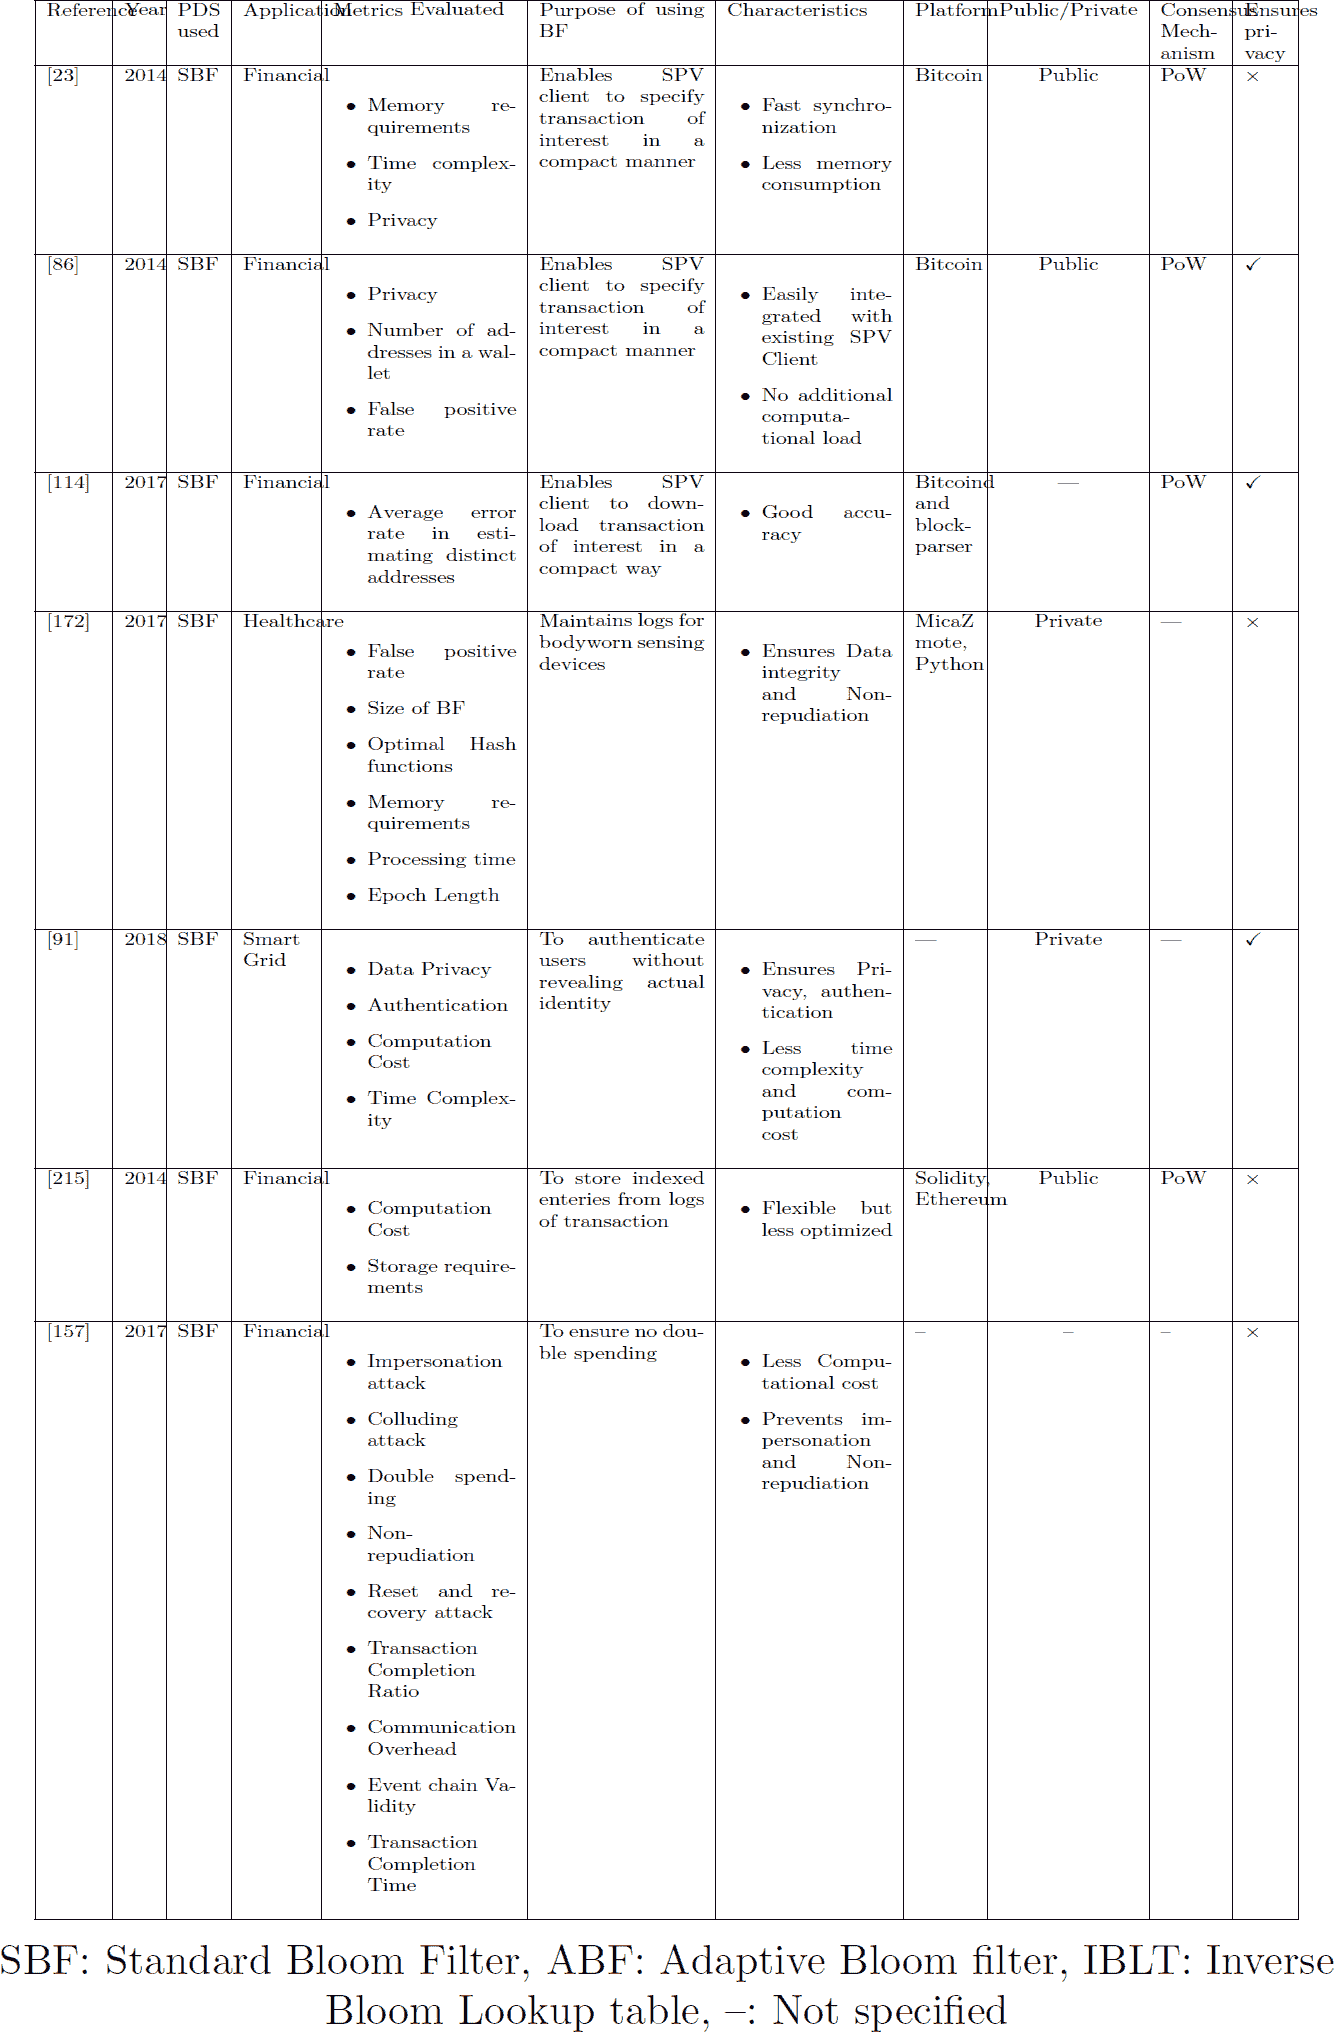 Reference Year PDS used Application Metrics Evaluated Purpose of using BF Characteristics Platform Public/Private Consensus Mech-anism Ensures pri-vacy
[23] 2014 SBF Financial
• Memory re-
quirements
• Time complex-
ity
• Privacy
Enables SPV
client to specify
transaction of
interest in a
compact manner
• Fast synchro-
nization
• Less memory
consumption
Bitcoin Public PoW ×
[86] 2014 SBF Financial
• Privacy
• Number of ad-
dresses in a wal-
let
• False positive
rate
Enables SPV
client to specify
transaction of
interest in a
compact manner
• Easily inte-
grated with
existing SPV
Client
• No additional
computa-
tional load
Bitcoin Public PoW ✓
[114] 2017 SBF Financial
• Average error
rate in esti-
mating distinct
addresses
Enables SPV
client to down-
load transaction
of interest in a
compact way
• Good accu-
racy
Bitcoind
and
block-
parser
— PoW ✓
[172] 2017 SBF Healthcare
• False positive
rate
• Size of BF
• Optimal Hash
functions
• Memory re-
quirements
• Processing time
• Epoch Length
Maintains logs for
bodyworn sensing
devices
• Ensures Data
integrity
and Non-
repudiation
MicaZ
mote,
Python
Private — ×
[91] 2018 SBF Smart
Grid
• Data Privacy
• Authentication
• Computation
Cost
• Time Complex-
ity
To authenticate
users without
revealing actual
identity
• Ensures Pri-
vacy, authen-
tication
• Less time
complexity
and com-
putation
cost
— Private — ✓
[215] 2014 SBF Financial
• Computation
Cost
• Storage require-
ments
To store indexed
enteries from logs
of transaction
• Flexible but
less optimized
Solidity,
Ethereum
Public PoW ×
[157] 2017 SBF Financial
• Impersonation
attack
• Colluding
attack
• Double spend-
ing
• Non-
repudiation
• Reset and re-
covery attack
• Transaction
Completion
Ratio
• Communication
Overhead
• Event chain Va-
lidity
• Transaction
Completion
Time
To ensure no dou-
ble spending
• Less Compu-
tational cost
• Prevents im-
personation
and Non-
repudiation
– – – ×
SBF: Standard Bloom Filter, ABF: Adaptive Bloom filter, IBLT: Inverse
Bloom Lookup table, –: Not specified